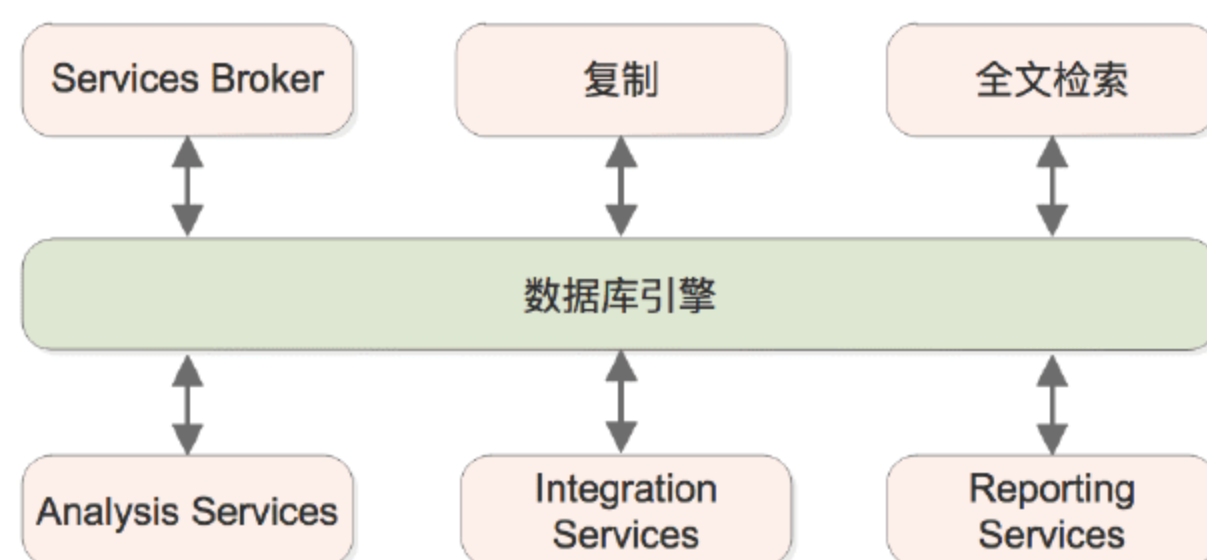 Services Broker
复制
全文检索
数据库引擎
Analysis Services
Integration
Services
Reporting
Services